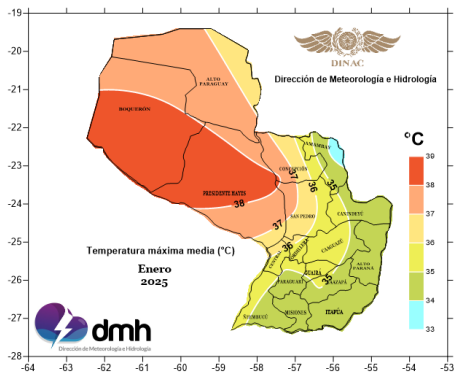 -19
-20
-21
-22
-23
-24
-25
-26
-27
-28
-64
-63
-62
-61
-60
-59
-58
-57
-56
-55
-54
-53
DINAC
Dirección de Meteorología e Hidrología
°C
39
38
37
36
35
34
33
ALTO
PARAGUAY
BOQUERÓN
PRESIDENTE HAYES
AMAMBAY
CONCEPCIÓN
SAN PEDRO
CANINDEYÚ
CORDILLERA
CENTRAL
CAAGUAZÚ
ALTO
PARANÁ
GUAIRÁ
CAAZAPÁ
PARAGUARÍ
ÑEEMBUCÚ
MISIONES
ITAPÚA
38
37
37
36
36
35
35
Temperatura máxima media (°C)
Enero
2025
dmh
Dirección de Meteorología e Hidrología